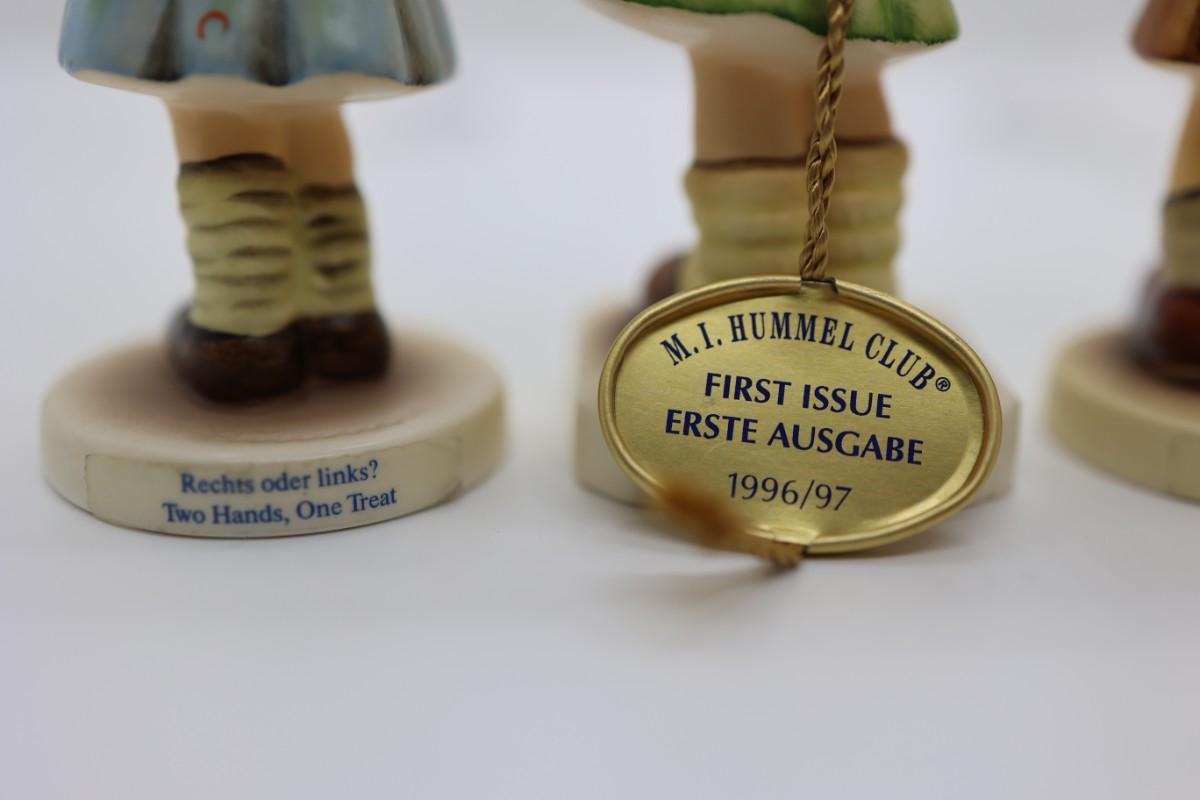 Rechts oder links?
Two Hands, One Treat
M. I. HUMMEL CLUB®
FIRST ISSUE
ERSTE AUSGABE
1996/97